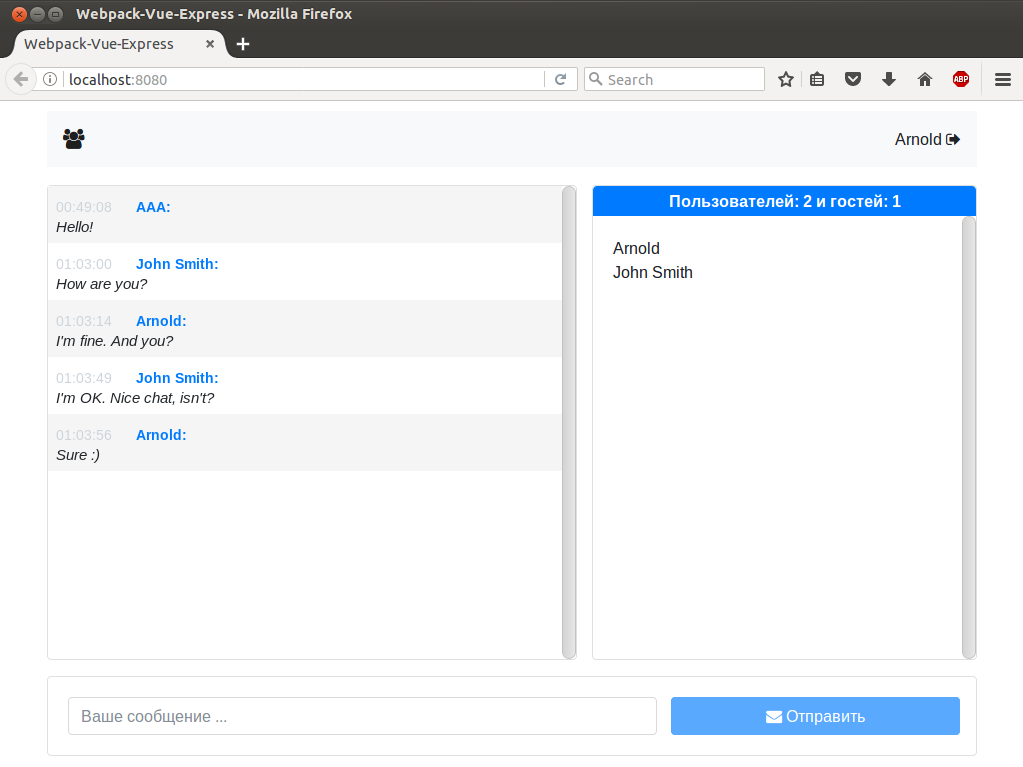 Webpack-Vue-Express - Mozilla Firefox
Webpack-Vue-Express
localhost:8080
Search
ABP
Arnold
00:49:08 AAA:
Hello!
01:03:00 John Smith:
How are you?
01:03:14 Arnold:
I'm fine. And you?
01:03:49 John Smith:
I'm OK. Nice chat, isn't?
01:03:56 Arnold:
Sure :)
Пользователей: 2 и гостей: 1
Arnold
John Smith
Ваше сообщение ...
Отправить